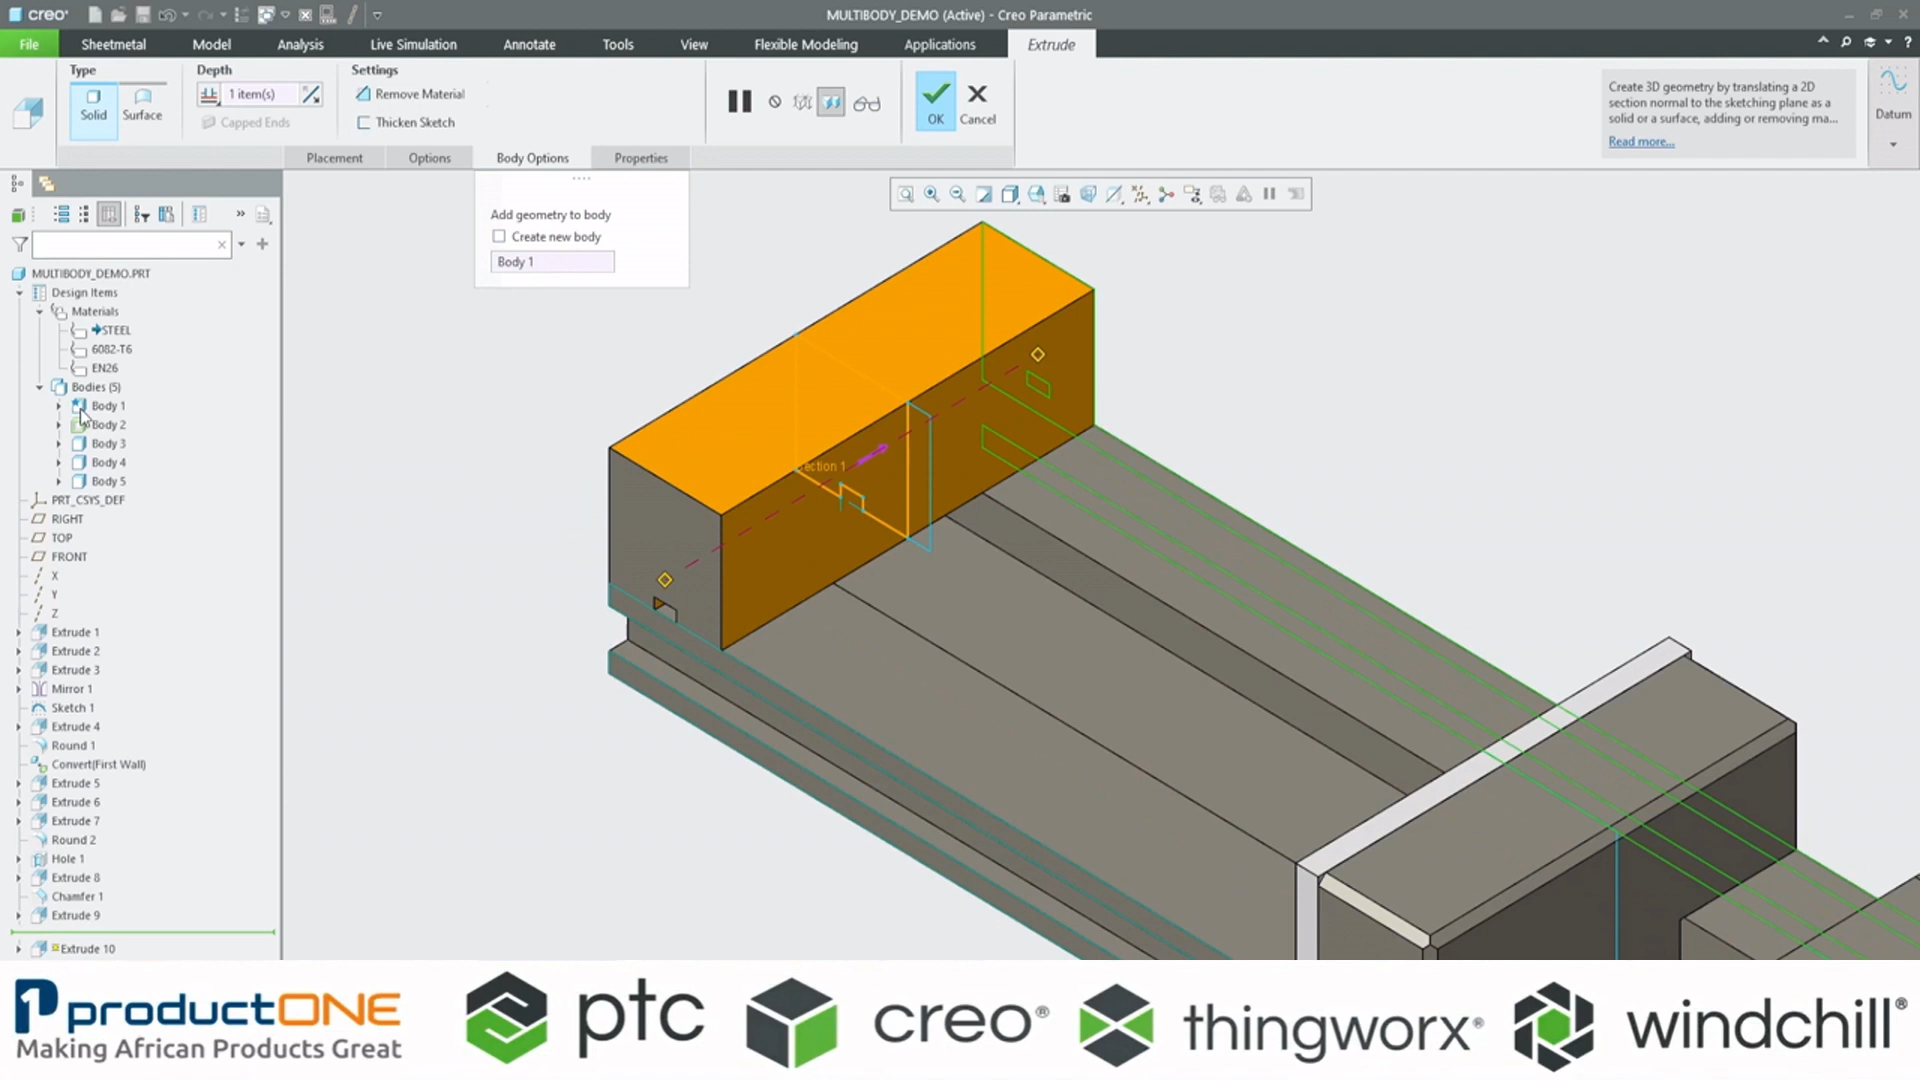 creo®
MULTIBODY_DEMO (Active) - Creo Parametric
File Sheetmetal Model Analysis Live Simulation Annotate Tools View Flexible Modeling Applications Extrude
Type Depth Settings
Solid Surface
1 item(s)
Capped Ends
Remove Material
Thicken Sketch
OK Cancel
Create 3D geometry by translating a 2D
section normal to the sketching plane as a
solid or a surface, adding or removing ma...
Read more...
Datum
Placement Options Body Options Properties
Add geometry to body
Create new body
Body 1
MULTIBODY_DEMO.PRT
Design Items
Materials
STEEL
6082-T6
EN26
Bodies (5)
Body 1
Body 2
Body 3
Body 4
Body 5
PRT_CSYS_DEF
RIGHT
TOP
FRONT
X
Y
Z
Extrude 1
Extrude 2
Extrude 3
Mirror 1
Sketch 1
Extrude 4
Round 1
Convert(First Wall)
Extrude 5
Extrude 6
Extrude 7
Round 2
Hole 1
Extrude 8
Chamfer 1
Extrude 9
Extrude 10
Section 1
productONE
Making African Products Great
ptc
creo®
thingworx®
windchill®